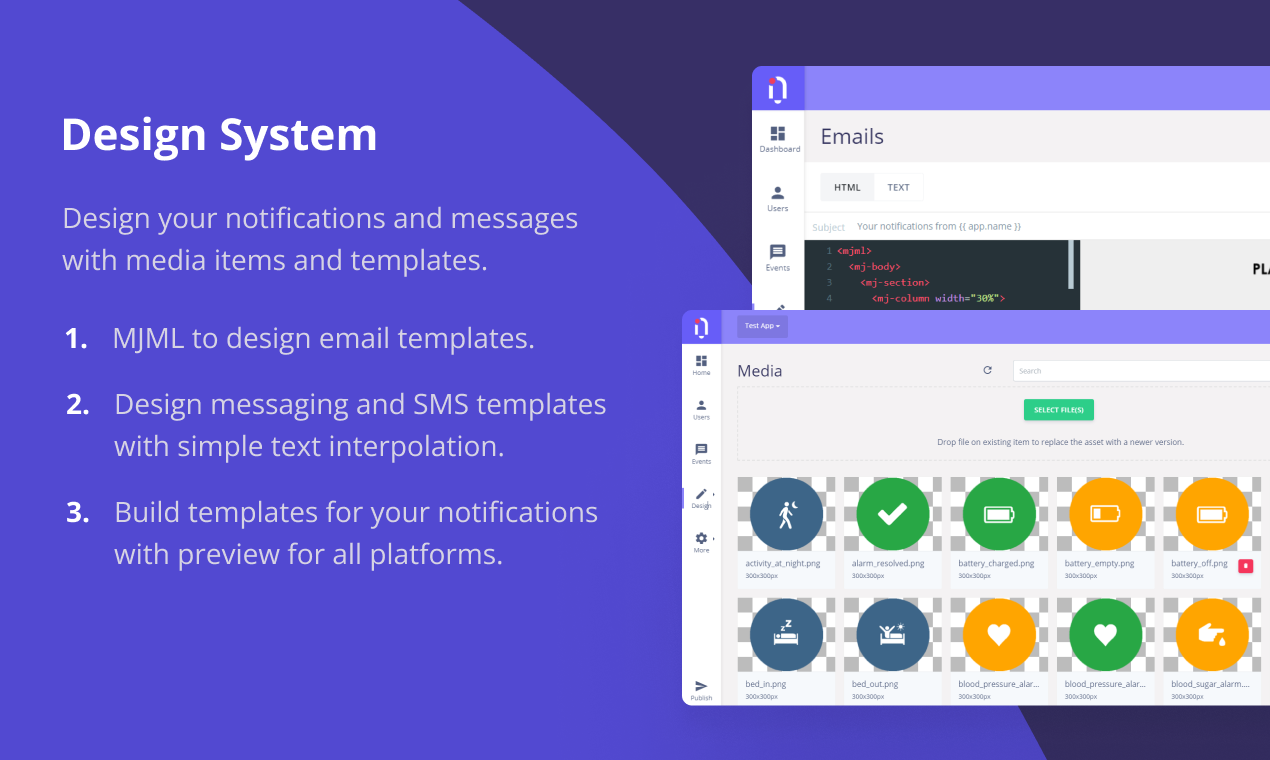 Design System
Design your notifications and messages
with media items and templates.
1. MJML to design email templates.
2. Design messaging and SMS templates
with simple text interpolation.
3. Build templates for your notifications
with preview for all platforms.
Dashboard
Users
Events
Emails
HTML TEXT
Subject Your notifications from {{ app.name }}
1 <mjml>
2 <mj-body>
3 <mj-section>
4 <mj-column width="30%">
PLA
Test App
Home
Users
Events
Design
More
Publish
Media
Search
SELECT FILE(S)
Drop file on existing item to replace the asset with a newer version.
activity_at_night.png alarm_resolved.png battery_charged.png battery_empty.png battery_off.png
300x300px 300x300px 300x300px 300x300px 300x300px
z Z
bed_in.png bed_out.png blood_pressure_alar... blood_pressure_alar... blood_sugar_alarm....
300x300px 300x300px 300x300px 300x300px 300x300px